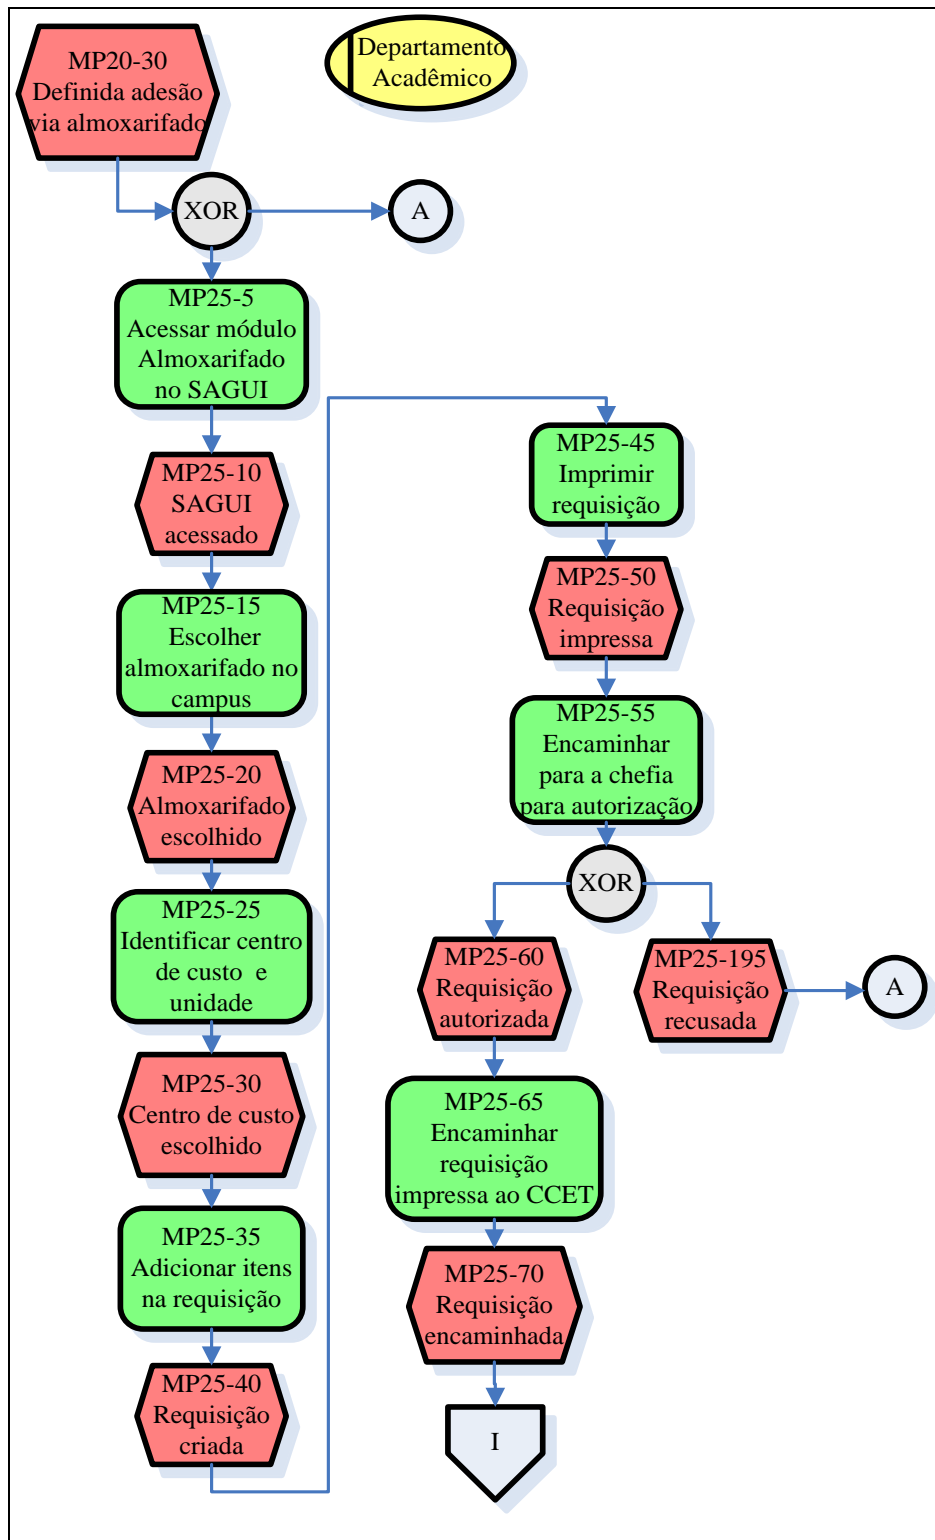 MP20-30
Definida adesão
via almoxarifado
Departamento
Acadêmico
XOR
A
MP25-5
Acessar módulo
Almoxarifado
no SAGUI
MP25-10
SAGUI
acessado
MP25-15
Escolher
almoxarifado no
campus
MP25-20
Almoxarifado
escolhido
MP25-25
Identificar centro
de custo e
unidade
MP25-30
Centro de custo
escolhido
MP25-35
Adicionar itens
na requisição
MP25-40
Requisição
criada
MP25-45
Imprimir
requisição
MP25-50
Requisição
impressa
MP25-55
Encaminhar
para a chefia
para autorização
XOR
MP25-60
Requisição
autorizada
MP25-195
Requisição
recusada
A
MP25-65
Encaminhar
requisição
impressa ao CCET
MP25-70
Requisição
encaminhada
I